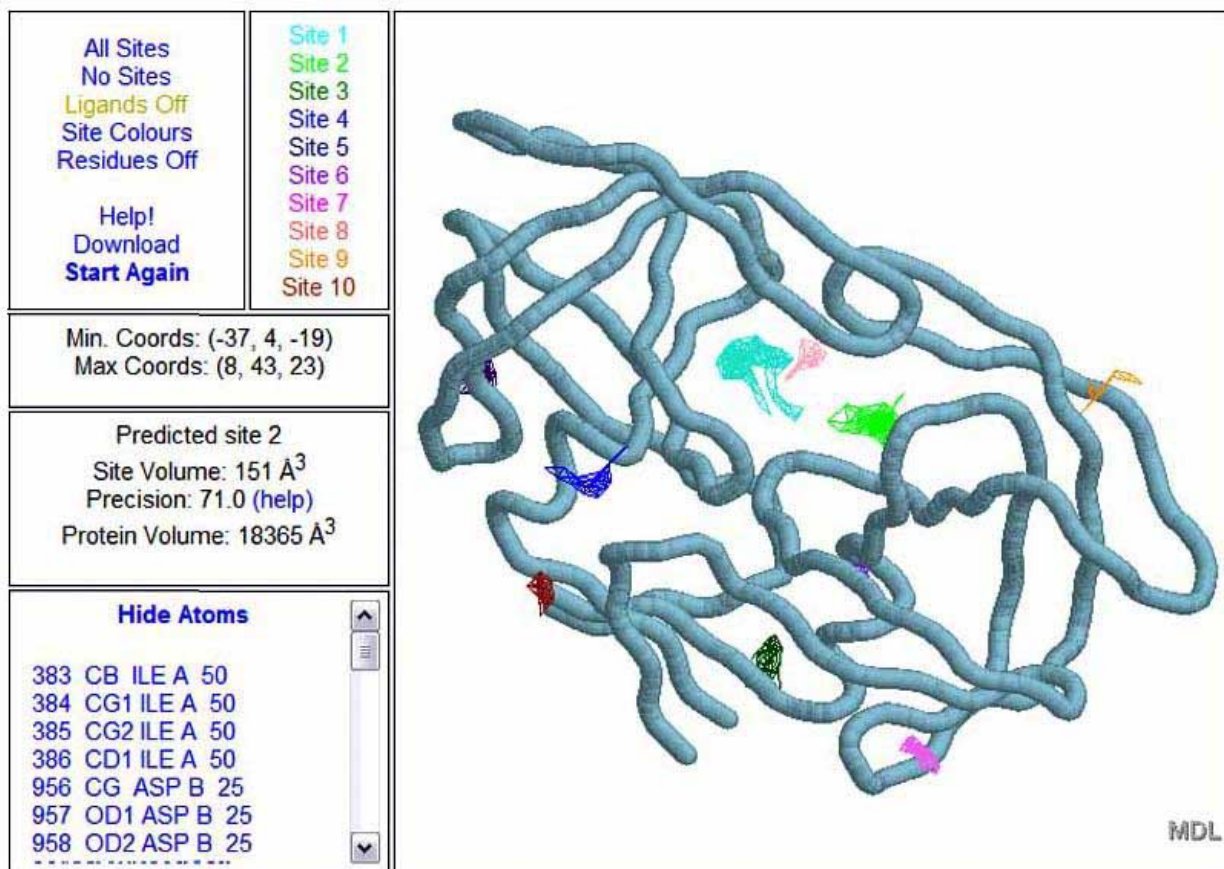 All Sites
No Sites
Ligands Off
Site Colours
Residues Off
Help!
Download
Start Again
Site 1
Site 2
Site 3
Site 4
Site 5
Site 6
Site 7
Site 8
Site 9
Site 10
Min. Coords: (-37, 4, -19)
Max Coords: (8, 43, 23)
Predicted site 2
Site Volume: 151 Å³
Precision: 71.0 (help)
Protein Volume: 18365 Å³
Hide Atoms
383 CB ILE A 50
384 CG1 ILE A 50
385 CG2 ILE A 50
386 CD1 ILE A 50
956 CG ASP B 25
957 OD1 ASP B 25
958 OD2 ASP B 25
MDL